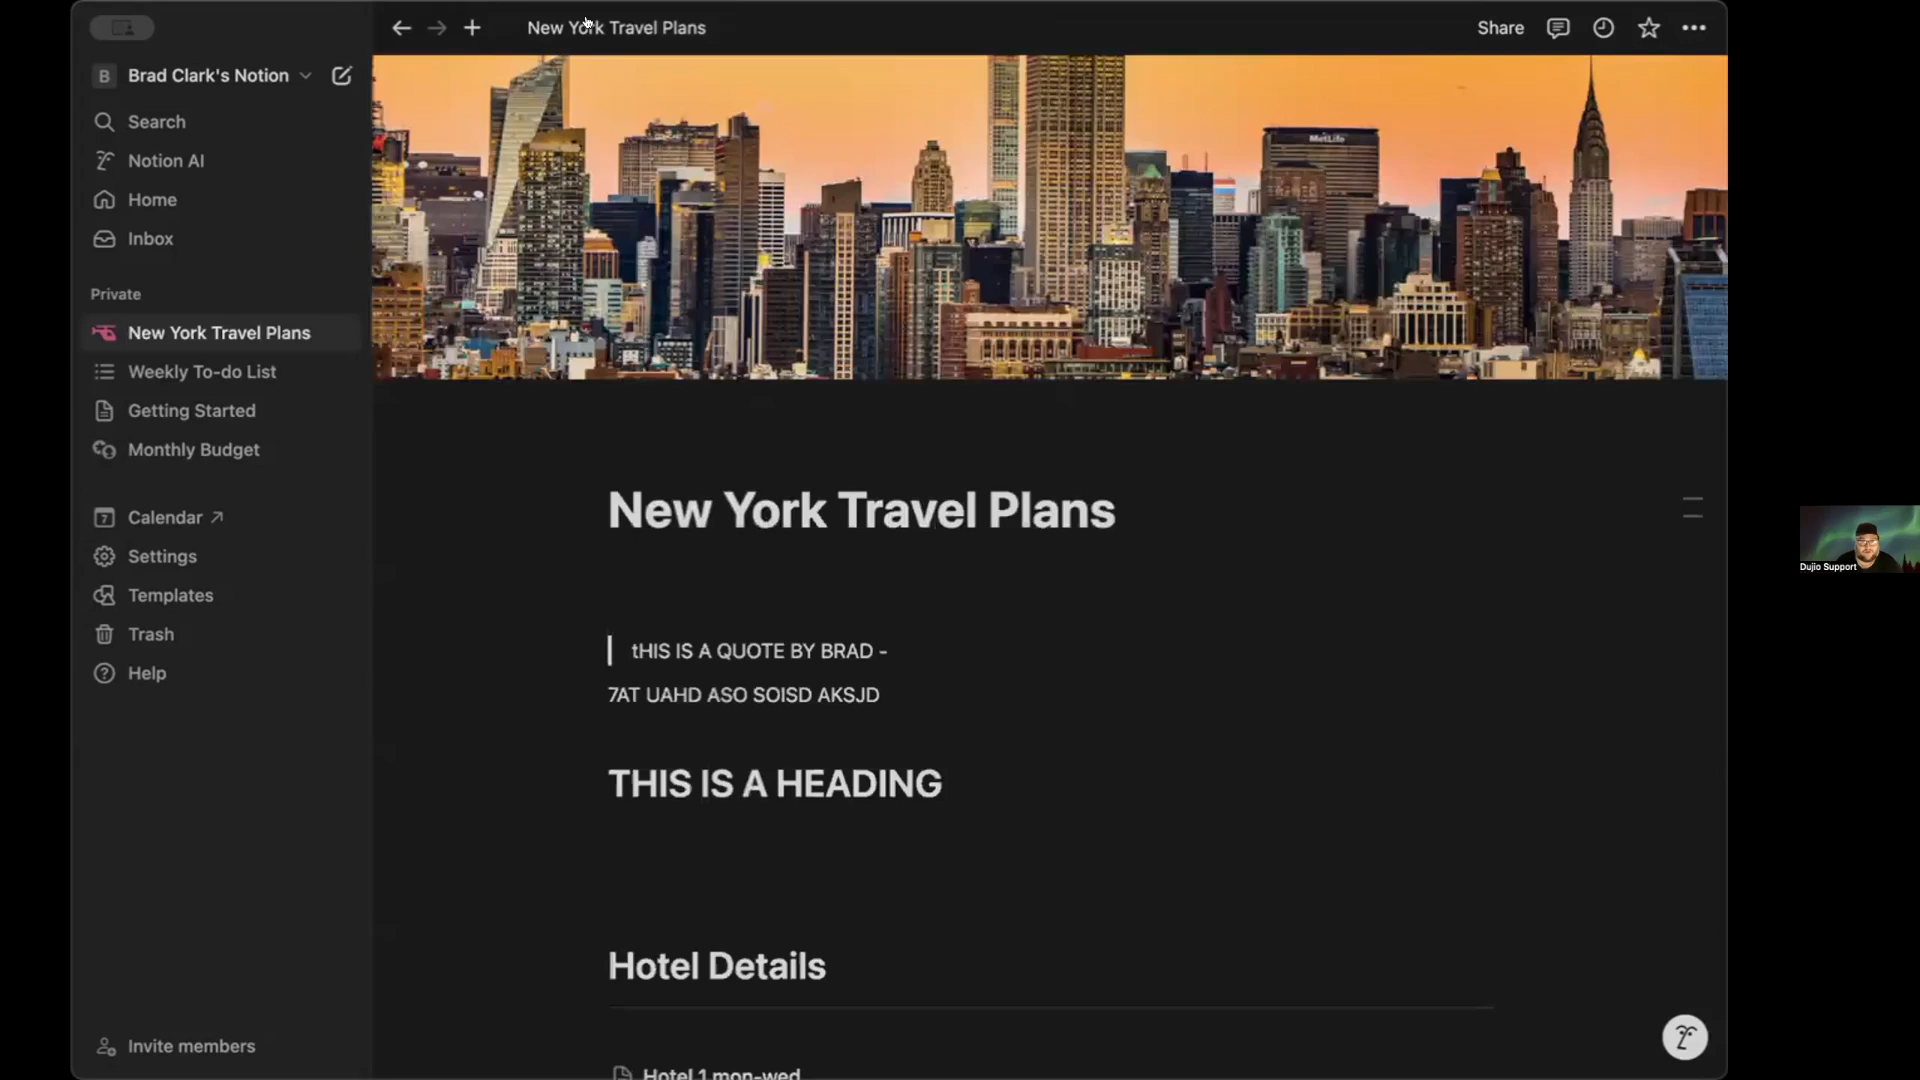 New York Travel Plans
Share
B Brad Clark's Notion
Search
Notion AI
Home
Inbox
Private
New York Travel Plans
Weekly To-do List
Getting Started
Monthly Budget
7 Calendar
Settings
Templates
Trash
Help
Invite members
MetLife
New York Travel Plans
tHIS IS A QUOTE BY BRAD -
7AT UAHD ASO SOISD AKSJD
THIS IS A HEADING
Hotel Details
Hotel 1 mon-wed
Dujio Support